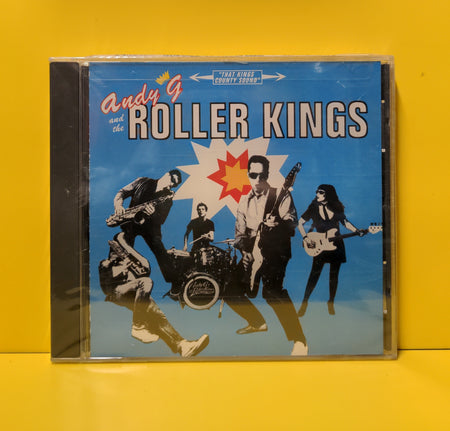 "THAT KINGS
COUNTY SOUND"
Andy G
and the
ROLLER KINGS